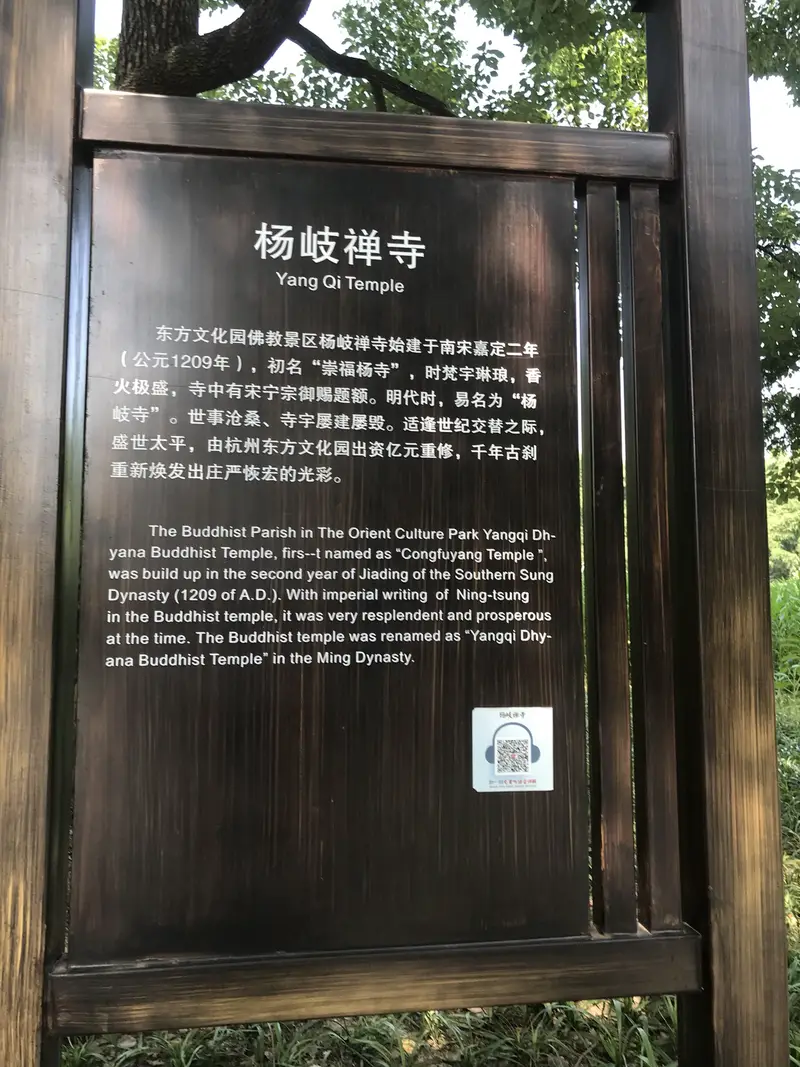 杨岐禅寺
Yang Qi Temple
东方文化园佛教景区杨岐禅寺始建于南宋嘉定二年
（公元1209年），初名“崇福杨寺”，时梵宇琳琅，香
火极盛，寺中有宋宁宗御赐题额。明代时，易名为“杨
岐寺”。世事沧桑、寺宇屡建屡毁。适逢世纪交替之际，
盛世太平，由杭州东方文化园出资亿元重修，千年古刹
重新焕发出庄严恢宏的光彩。
The Buddhist Parish in The Orient Culture Park Yangqi Dh-
yana Buddhist Temple, firs--t named as “Congfuyang Temple ”,
was build up in the second year of Jiading of the Southern Sung
Dynasty (1209 of A.D.). With imperial writing of Ning-tsung
in the Buddhist temple, it was very resplendent and prosperous
at the time. The Buddhist temple was renamed as “Yangqi Dhy-
ana Buddhist Temple” in the Ming Dynasty.
杨岐禅寺